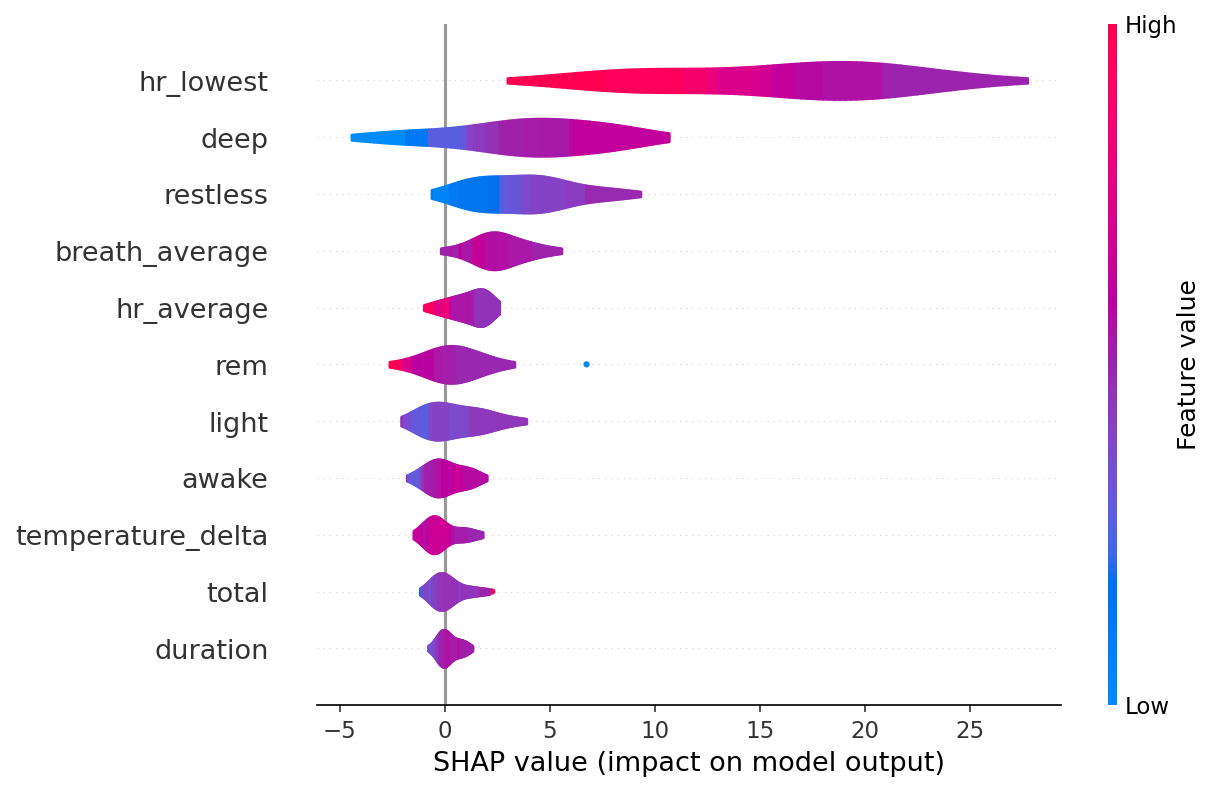 High
hr_lowest
deep
restless
breath_average
hr_average
rem
light
awake
temperature_delta
total
duration
Feature value
Low
−5 0 5 10 15 20 25
SHAP value (impact on model output)